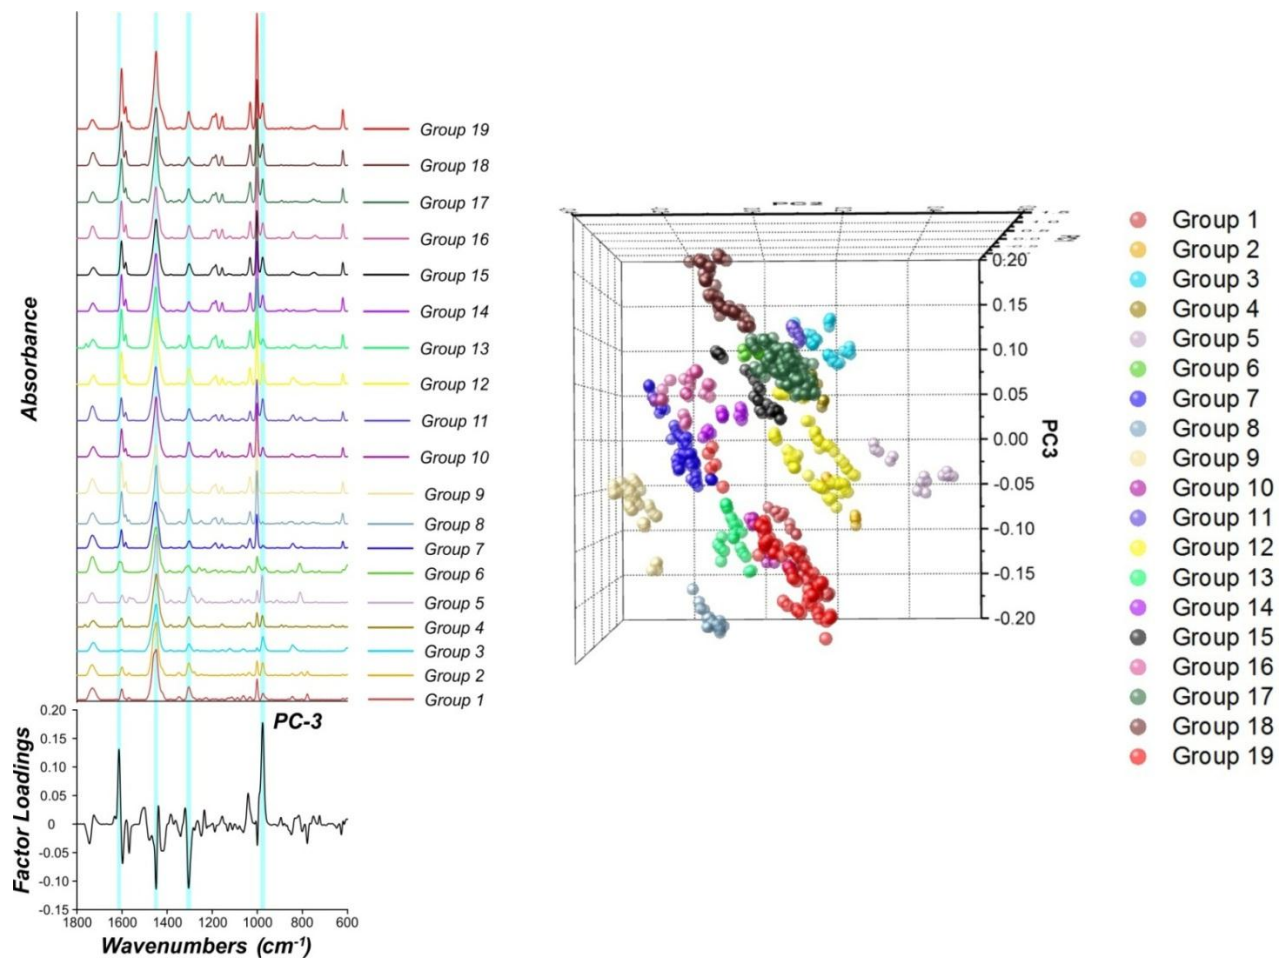 Absorbance
Group 19
Group 18
Group 17
Group 16
Group 15
Group 14
Group 13
Group 12
Group 11
Group 10
Group 9
Group 8
Group 7
Group 6
Group 5
Group 4
Group 3
Group 2
Group 1
PC-3
Factor Loadings
0.20
0.15
0.10
0.05
0
-0.05
-0.10
-0.15
1800 1600 1400 1200 1000 800 600
Wavenumbers (cm-1)
PC2
0.20
0.15
0.10
0.05
0.00
-0.05
-0.10
-0.15
-0.20
PC3
Group 1
Group 2
Group 3
Group 4
Group 5
Group 6
Group 7
Group 8
Group 9
Group 10
Group 11
Group 12
Group 13
Group 14
Group 15
Group 16
Group 17
Group 18
Group 19